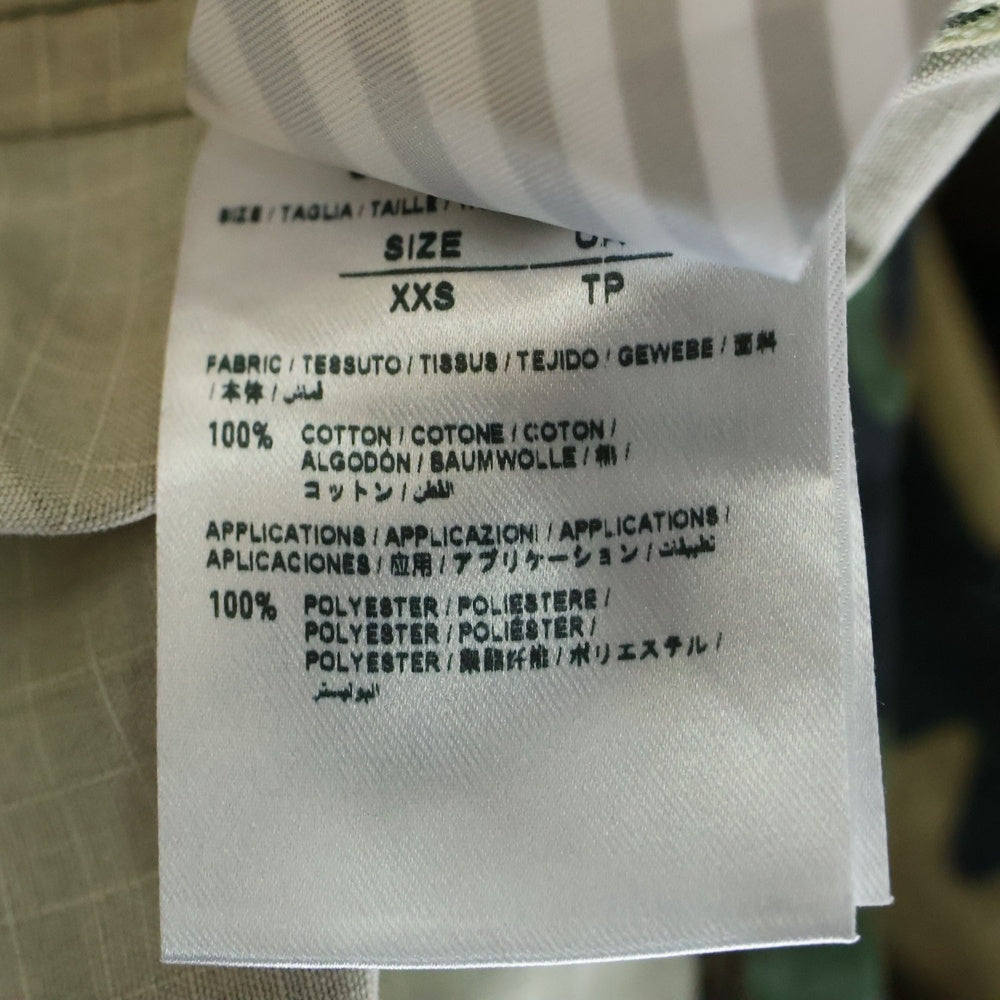 SIZE / TAGLIA / TAILLE /
SIZE
XXS TP
FABRIC / TESSUTO / TISSUS / TEJIDO / GEWEBE / 面料
/ 本体 / قماش
100% COTTON / COTONE / COTON /
ALGODÓN / BAUMWOLLE / 棉 /
コットン / القطن
APPLICATIONS / APPLICAZIONI / APPLICATIONS /
APLICACIONES / 应用 / アプリケーション / تطبيقات
100% POLYESTER / POLIESTERE /
POLYESTER / POLIÉSTER /
POLYESTER / 聚酯纤维 / ポリエステル /
البوليستر